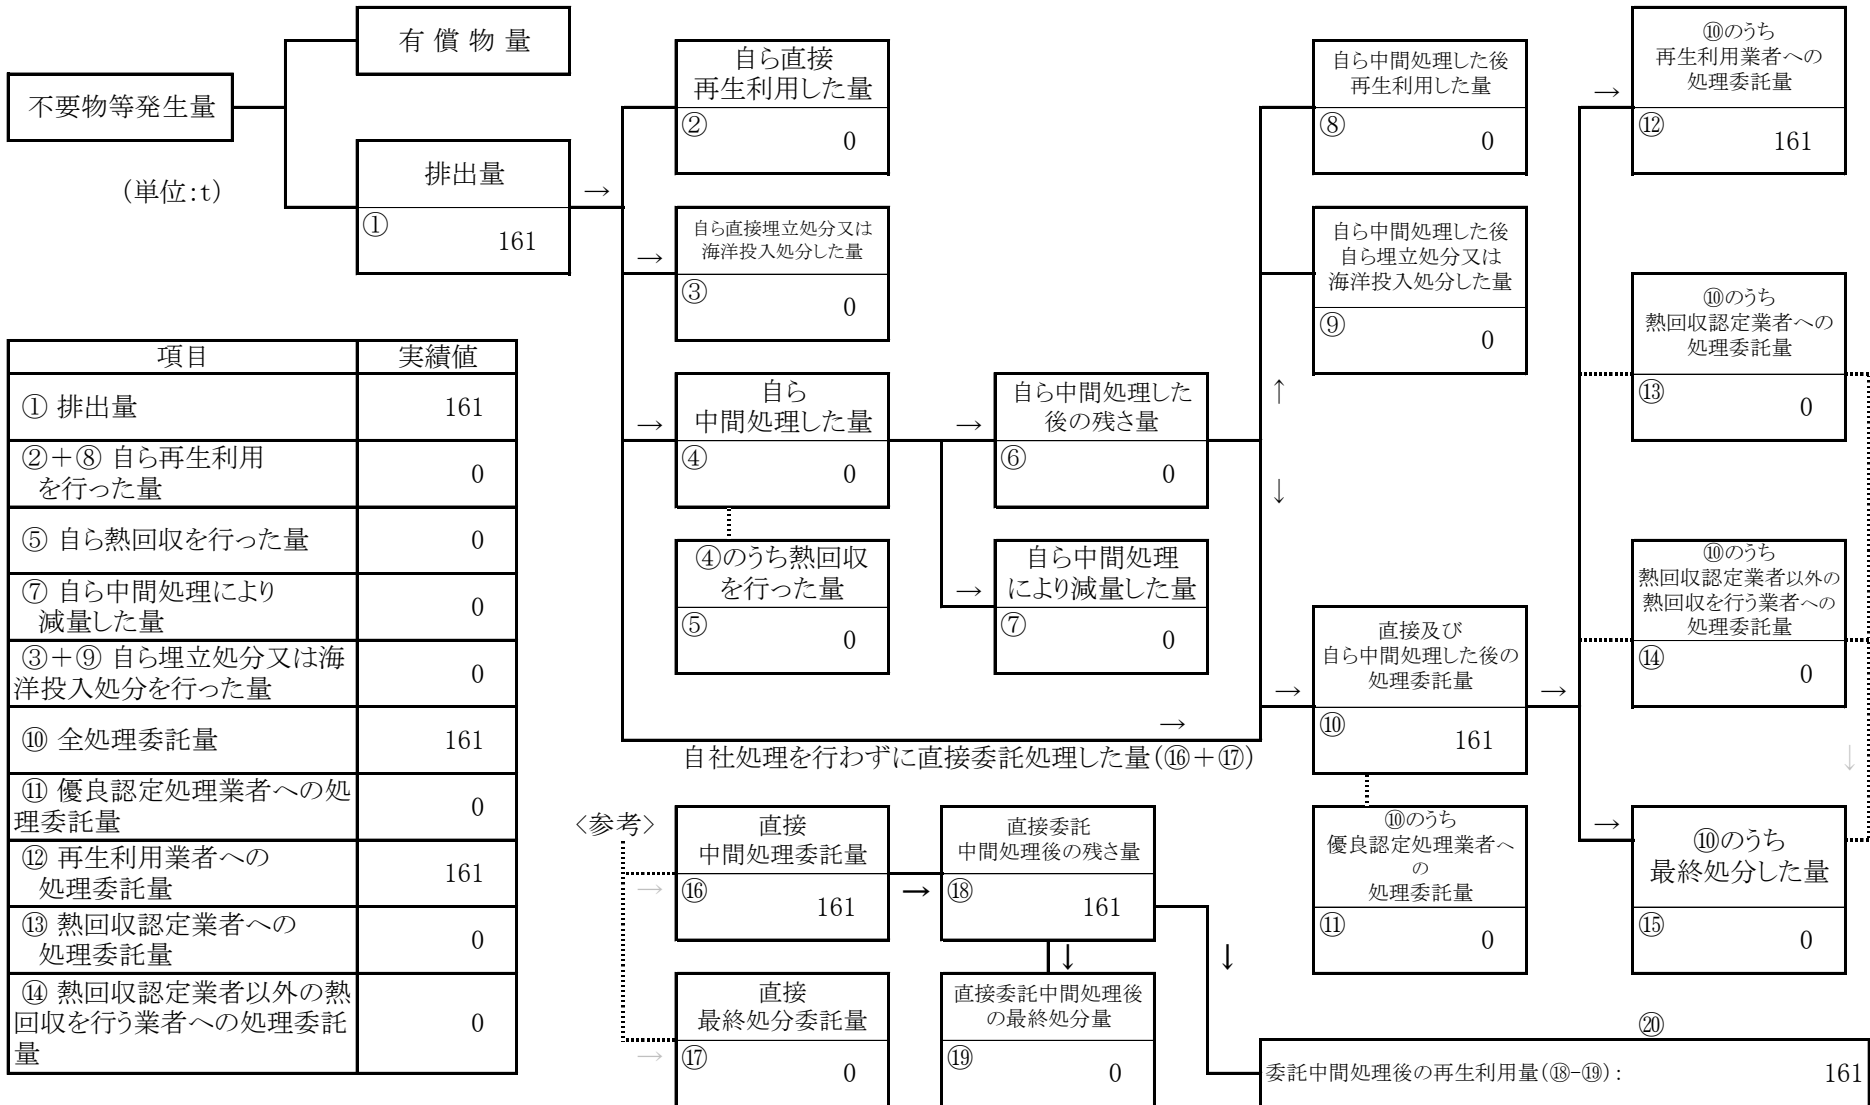 有 償 物 量
不要物等発生量
(単位:t)
排出量
→
①
161
自ら直接
再生利用した量
②
0
→
自ら直接埋立処分又は
海洋投入処分した量
③
0
→
自ら
中間処理した量
④
0
④のうち熱回収
を行った量
⑤
0
→
自ら中間処理した
後の残さ量
⑥
0
→
自ら中間処理
により減量した量
⑦
0
自ら中間処理した後
再生利用した量
⑧
0
自ら中間処理した後
自ら埋立処分又は
海洋投入処分した量
⑨
0
↑
↓
→
自社処理を行わずに直接委託処理した量(⑯+⑰)
→
直接及び
自ら中間処理した後の
処理委託量
⑩
161
→
⑩のうち
優良認定処理業者へ
の
処理委託量
⑪
0
→
⑩のうち
再生利用業者への
処理委託量
⑫
161
⑩のうち
熱回収認定業者への
処理委託量
⑬
0
⑩のうち
熱回収認定業者以外の
熱回収を行う業者への
処理委託量
⑭
0
↓
→
⑩のうち
最終処分した量
⑮
0
項目 実績値
① 排出量 161
②+⑧ 自ら再生利用
を行った量 0
⑤ 自ら熱回収を行った量 0
⑦ 自ら中間処理により
減量した量 0
③+⑨ 自ら埋立処分又は海
洋投入処分を行った量 0
⑩ 全処理委託量 161
⑪ 優良認定処理業者への処
理委託量 0
⑫ 再生利用業者への
処理委託量 161
⑬ 熱回収認定業者への
処理委託量 0
⑭ 熱回収認定業者以外の熱
回収を行う業者への処理委託
量 0
<参考>
→
直接
中間処理委託量
⑯
161
→
直接委託
中間処理後の残さ量
⑱
161
↓
↓
→
直接
最終処分委託量
⑰
0
直接委託中間処理後
の最終処分量
⑲
0
⑳
委託中間処理後の再生利用量(⑱-⑲): 161